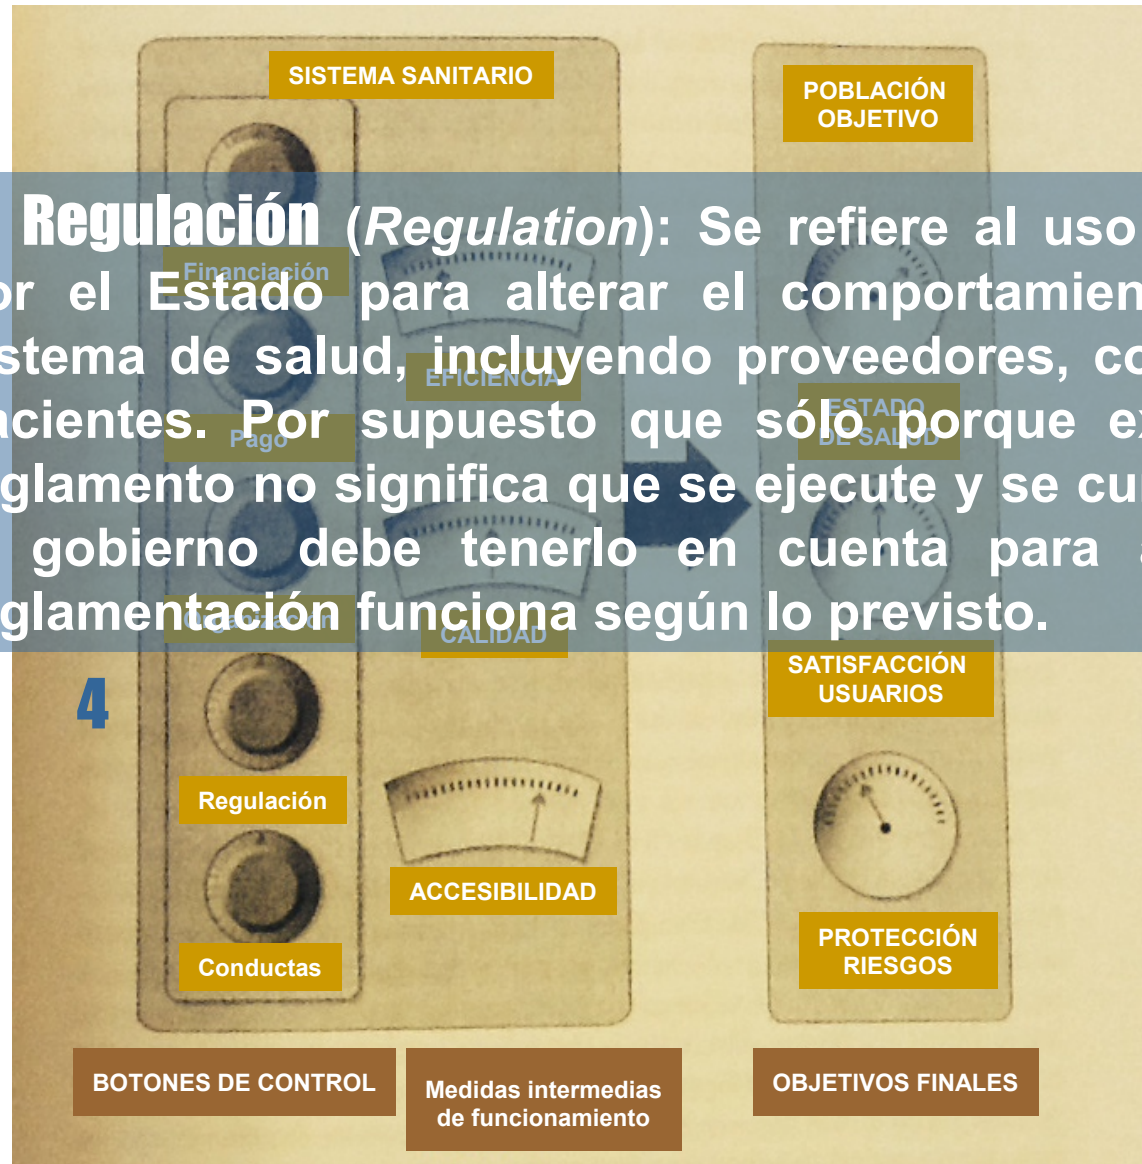 SISTEMA SANITARIO
POBLACIÓN
OBJETIVO
Regulación (Regulation): Se refiere al uso
or el Estado para alterar el comportamien
stema de salud, incluyendo proveedores, co
acientes. Por supuesto que sólo porque ex
glamento no significa que se ejecute y se cu
gobierno debe tenerlo en cuenta para a
glamentación funciona según lo previsto.
Financiación
EFICIENCIA
ESTADO
DE SALUD
Pago
Organización
CALIDAD
SATISFACCIÓN
USUARIOS
4
Regulación
ACCESIBILIDAD
PROTECCIÓN
RIESGOS
Conductas
BOTONES DE CONTROL
Medidas intermedias
de funcionamiento
OBJETIVOS FINALES